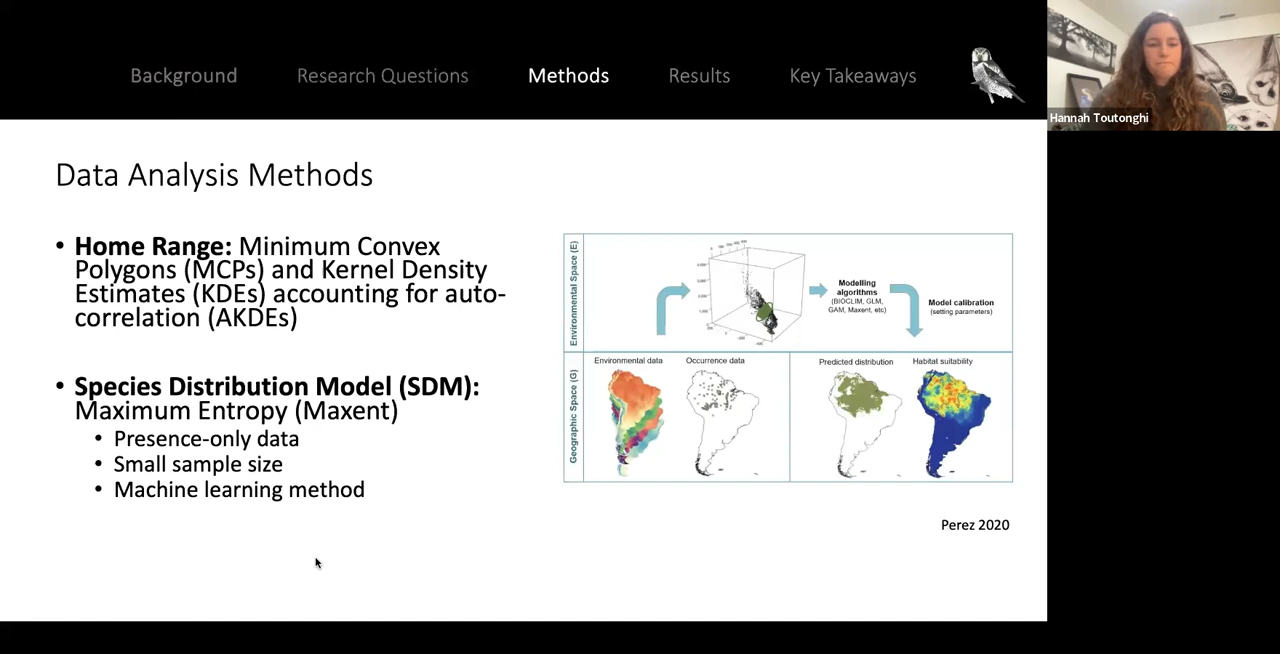 Background Research Questions Methods Results Key Takeaways
Hannah Toutonghi
Data Analysis Methods
• Home Range: Minimum Convex
Polygons (MCPs) and Kernel Density
Estimates (KDEs) accounting for auto-
correlation (AKDEs)
• Species Distribution Model (SDM):
Maximum Entropy (Maxent)
• Presence-only data
• Small sample size
• Machine learning method
Environmental Space (E)
Modelling
algorithms
(BIOCLIM, GLM,
GAM, Maxent, etc)
Model calibration
(setting parameters)
Geographic Space (G)
Environmental data
Occurrence data
Predicted distribution
Habitat suitability
Perez 2020